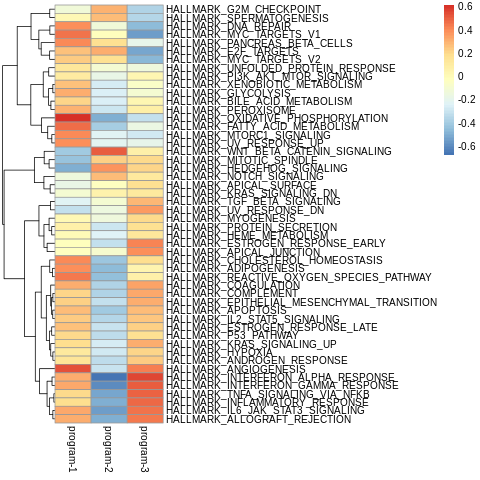 HALLMARK_G2M_CHECKPOINT
HALLMARK_SPERMATOGENESIS
HALLMARK_DNA_REPAIR
HALLMARK_MYC_TARGETS_V1
HALLMARK_PANCREAS_BETA_CELLS
HALLMARK_E2F_TARGETS
HALLMARK_MYC_TARGETS_V2
HALLMARK_UNFOLDED_PROTEIN_RESPONSE
HALLMARK_PI3K_AKT_MTOR_SIGNALING
HALLMARK_XENOBIOTIC_METABOLISM
HALLMARK_GLYCOLYSIS
HALLMARK_BILE_ACID_METABOLISM
HALLMARK_PEROXISOME
HALLMARK_OXIDATIVE_PHOSPHORYLATION
HALLMARK_FATTY_ACID_METABOLISM
HALLMARK_MTORC1_SIGNALING
HALLMARK_UV_RESPONSE_UP
HALLMARK_WNT_BETA_CATENIN_SIGNALING
HALLMARK_MITOTIC_SPINDLE
HALLMARK_HEDGEHOG_SIGNALING
HALLMARK_NOTCH_SIGNALING
HALLMARK_APICAL_SURFACE
HALLMARK_KRAS_SIGNALING_DN
HALLMARK_TGF_BETA_SIGNALING
HALLMARK_UV_RESPONSE_DN
HALLMARK_MYOGENESIS
HALLMARK_PROTEIN_SECRETION
HALLMARK_HEME_METABOLISM
HALLMARK_ESTROGEN_RESPONSE_EARLY
HALLMARK_APICAL_JUNCTION
HALLMARK_CHOLESTEROL_HOMEOSTASIS
HALLMARK_ADIPOGENESIS
HALLMARK_REACTIVE_OXYGEN_SPECIES_PATHWAY
HALLMARK_COAGULATION
HALLMARK_COMPLEMENT
HALLMARK_EPITHELIAL_MESENCHYMAL_TRANSITION
HALLMARK_APOPTOSIS
HALLMARK_IL2_STAT5_SIGNALING
HALLMARK_ESTROGEN_RESPONSE_LATE
HALLMARK_P53_PATHWAY
HALLMARK_KRAS_SIGNALING_UP
HALLMARK_HYPOXIA
HALLMARK_ANDROGEN_RESPONSE
HALLMARK_ANGIOGENESIS
HALLMARK_INTERFERON_ALPHA_RESPONSE
HALLMARK_INTERFERON_GAMMA_RESPONSE
HALLMARK_TNFA_SIGNALING_VIA_NFKB
HALLMARK_INFLAMMATORY_RESPONSE
HALLMARK_IL6_JAK_STAT3_SIGNALING
HALLMARK_ALLOGRAFT_REJECTION
program-1
program-2
program-3
0.6
0.4
0.2
0
-0.2
-0.4
-0.6